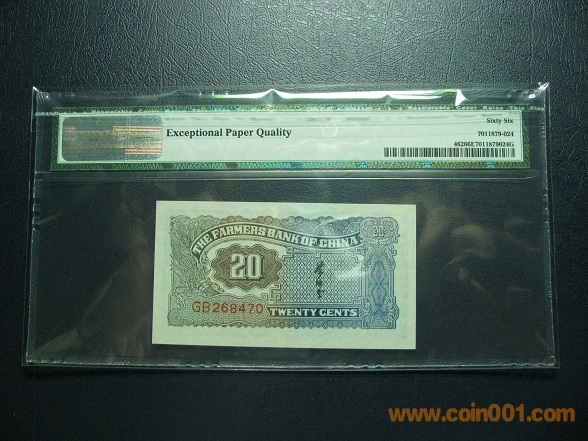 Sixty Six
Exceptional Paper Quality
7011879-024
46266E7011879024G
THE FARMERS BANK OF CHINA
20
20
GB268470
TWENTY CENTS
www.coin001.com